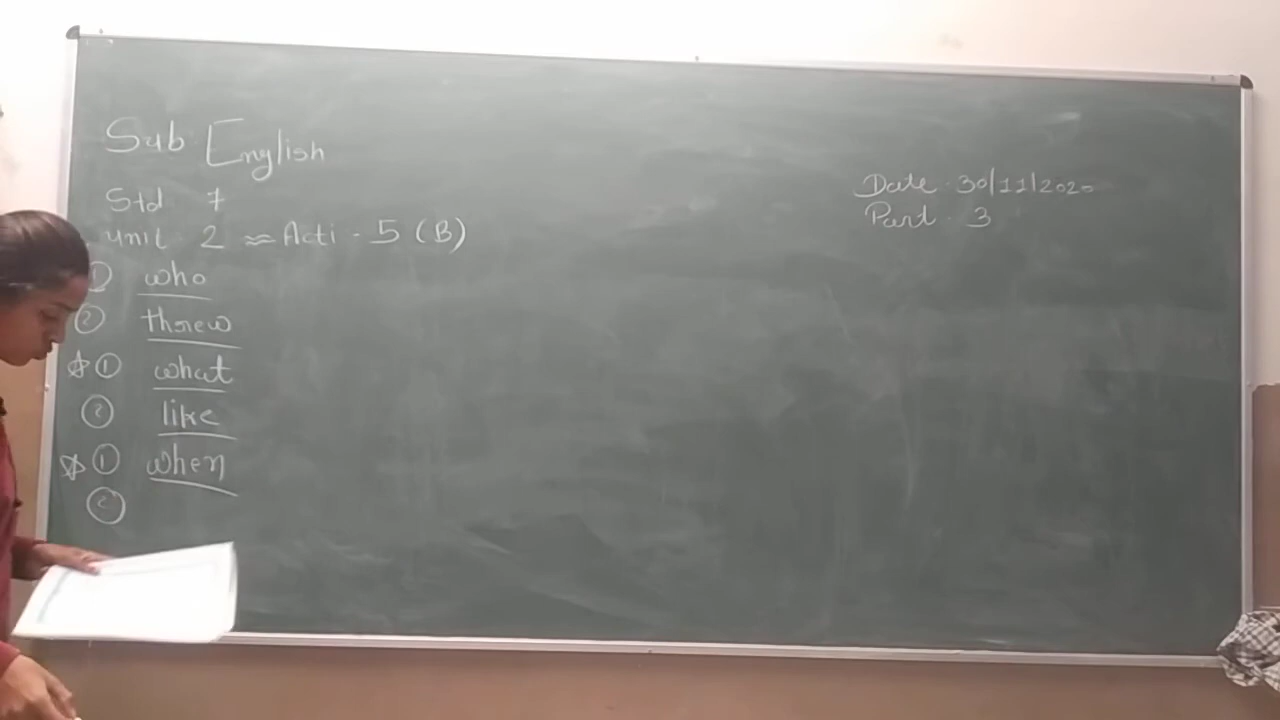 Sub English
Date. 30/11/2020
Std 7
Part. 3
unit 2 ≈ Acti - 5 (B)
① who
② threw
☆ ① what
② like
☆ ① when
②